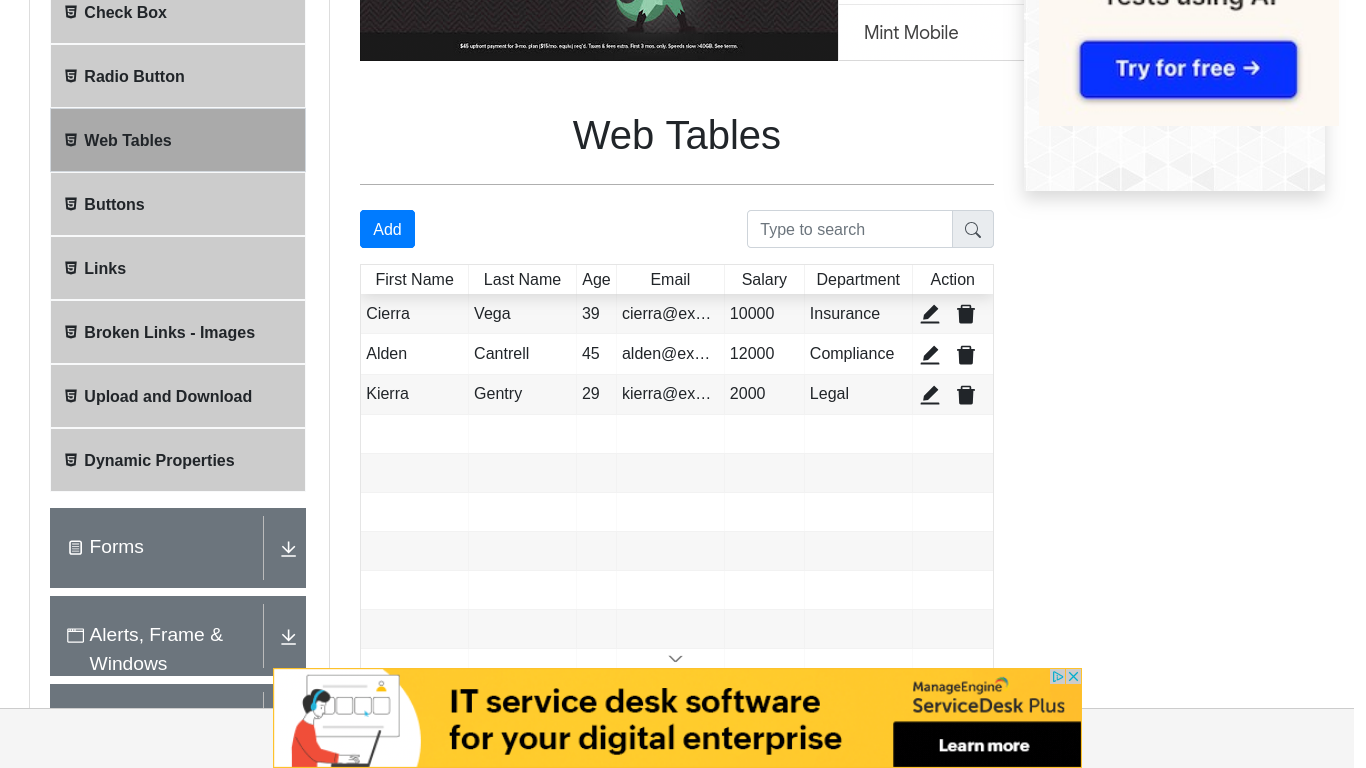 Check Box
Radio Button
Web Tables
Buttons
Links
Broken Links - Images
Upload and Download
Dynamic Properties
Forms
Alerts, Frame &
Windows
$45 upfront payment for 3-mo. plan ($15/mo. equiv.) req'd. Taxes & fees extra. First 3 mos. only. Speeds slow >50GB. See terms.
Mint Mobile
Tests using AI
Try for free →
Web Tables
Add
Type to search
First Name Last Name Age Email Salary Department Action
Cierra Vega 39 cierra@ex… 10000 Insurance
Alden Cantrell 45 alden@ex… 12000 Compliance
Kierra Gentry 29 kierra@ex… 2000 Legal
IT service desk software
for your digital enterprise
ManageEngine
ServiceDesk Plus
Learn more